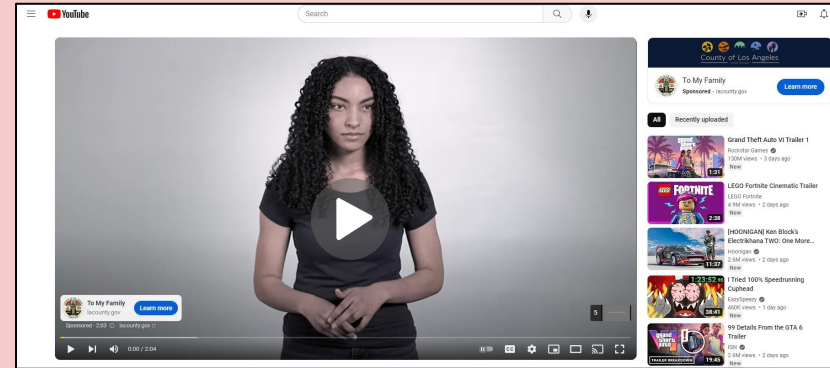 YouTube
Search
County of Los Angeles
To My Family
Sponsored · lacounty.gov
Learn more
All
Recently uploaded
Grand Theft Auto VI Trailer 1
Rockstar Games
130M views • 3 days ago
New
1:31
LEGO Fortnite Cinematic Trailer
LEGO Fortnite
4.9M views • 2 days ago
New
LEGO FORTNITE
2:38
[HOONIGAN] Ken Block's
Electrikhana TWO: One More...
Hoonigan
2.6M views • 2 days ago
New
11:37
I Tried 100% Speedrunning
Cuphead
EazySpeezy
460K views • 1 day ago
New
1:23:52
38:41
99 Details From the GTA 6
Trailer
IGN
2.6M views • 2 days ago
New
TRAILER BREAKDOWN
19:45
To My Family
lacounty.gov
Learn more
Sponsored · 2:03
lacounty.gov
5
0:00 / 2:04
CC